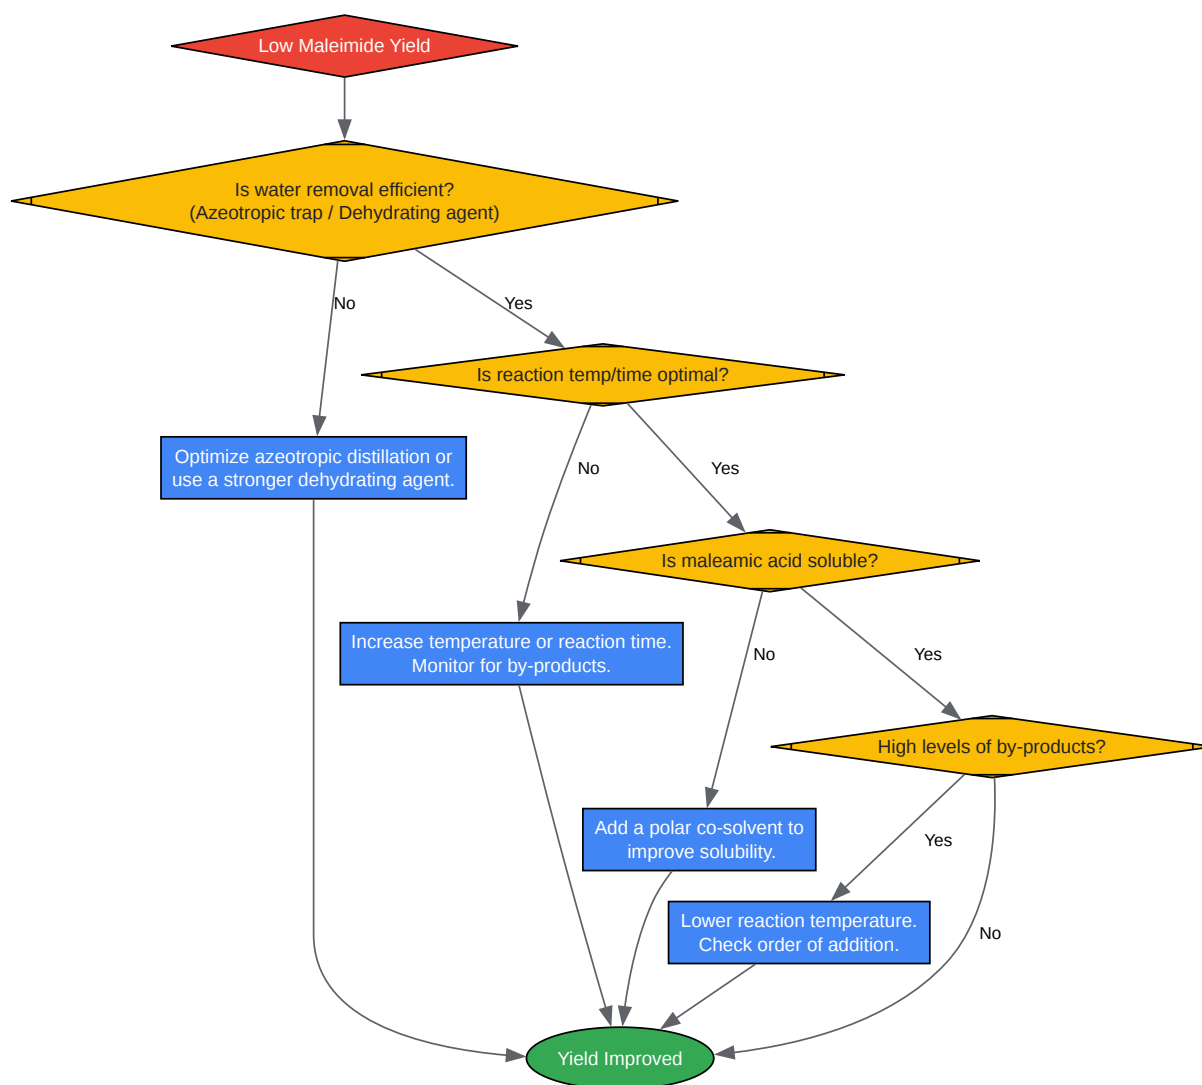 Low Maleimide Yield
Is water removal efficient?
(Azeotropic trap / Dehydrating agent)
No
Yes
Is reaction temp/time optimal?
Optimize azeotropic distillation or
use a stronger dehydrating agent.
No
Yes
Is maleamic acid soluble?
Increase temperature or reaction time.
Monitor for by-products.
No
Yes
High levels of by-products?
Add a polar co-solvent to
improve solubility.
Yes
Lower reaction temperature.
Check order of addition.
No
Yield Improved